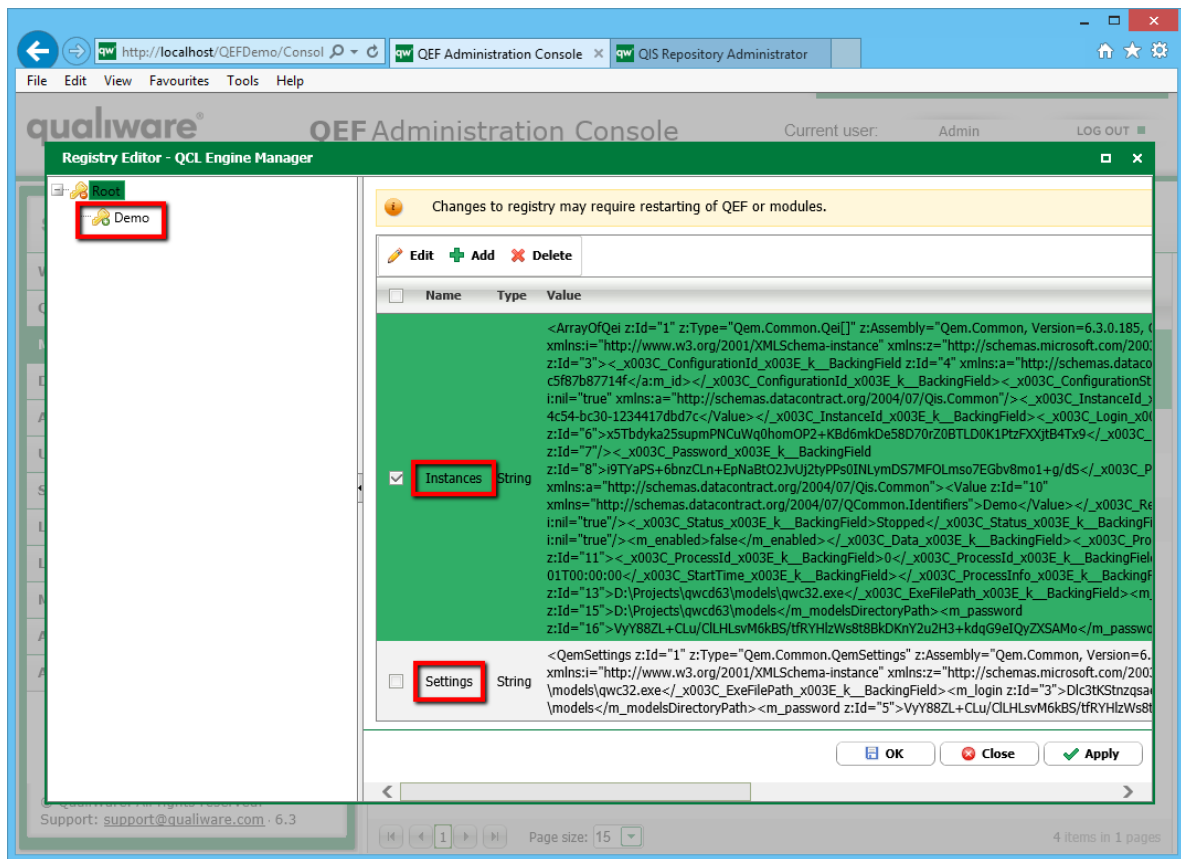 http://localhost/QEFDemo/Consol
QEF Administration Console
QIS Repository Administrator
File Edit View Favourites Tools Help
qualiware®
QEF Administration Console
Current user:
Admin
LOG OUT
Registry Editor - QCL Engine Manager
Root
Demo
Changes to registry may require restarting of QEF or modules.
Edit Add Delete
Name Type Value
<ArrayOfQei z:Id="1" z:Type="Qem.Common.Qei[]" z:Assembly="Qem.Common, Version=6.3.0.185,
xmlns:i="http://www.w3.org/2001/XMLSchema-instance" xmlns:z="http://schemas.microsoft.com/200
z:Id="3"><_x003C_ConfigurationId_x003E_k__BackingField z:Id="4" xmlns:a="http://schemas.dataco
c5f87b87714f</a:m_id></_x003C_ConfigurationId_x003E_k__BackingField><_x003C_ConfigurationSt
i:nil="true" xmlns:a="http://schemas.datacontract.org/2004/07/Qis.Common"/><_x003C_InstanceId_
4c54-bc30-1234417dbd7c</Value></_x003C_InstanceId_x003E_k__BackingField><_x003C_Login_x00
z:Id="6">x5Tbdyka25supmPNCuWq0homOP2+KBd6mkDe58D70rZ0BTLD0K1PtzFXXjtB4Tx9</_x003C_
z:Id="7"/><_x003C_Password_x003E_k__BackingField
z:Id="8">i9TYaPS+6bnzCLn+EpNaBtO2JvUj2tyPPs0INLymDS7MFOLmso7EGbv8mo1+g/dS</_x003C_P
Instances String
xmlns:a="http://schemas.datacontract.org/2004/07/Qis.Common"><Value z:Id="10"
xmlns="http://schemas.datacontract.org/2004/07/QCommon.Identifiers">Demo</Value></_x003C_Re
i:nil="true"/><_x003C_Status_x003E_k__BackingField>Stopped</_x003C_Status_x003E_k__BackingFi
i:nil="true"/><m_enabled>false</m_enabled></_x003C_Data_x003E_k__BackingField><_x003C_Pro
z:Id="11"><_x003C_ProcessId_x003E_k__BackingField>0</_x003C_ProcessId_x003E_k__BackingField
01T00:00:00</_x003C_StartTime_x003E_k__BackingField></_x003C_ProcessInfo_x003E_k__BackingF
z:Id="13">D:\Projects\qwcd63\models\qwc32.exe</_x003C_ExeFilePath_x003E_k__BackingField><m_
z:Id="15">D:\Projects\qwcd63\models</m_modelsDirectoryPath><m_password
z:Id="16">VyY88ZL+CLu/ClLHLsvM6kBS/tfRYHlzWs8t8BkDKnY2u2H3+kdqG9eIQyZXSAMo</m_passwo
<QemSettings z:Id="1" z:Type="Qem.Common.QemSettings" z:Assembly="Qem.Common, Version=6.
xmlns:i="http://www.w3.org/2001/XMLSchema-instance" xmlns:z="http://schemas.microsoft.com/200
Settings String
\models\qwc32.exe</_x003C_ExeFilePath_x003E_k__BackingField><m_login z:Id="3">Dlc3tKStnzqsa
\models</m_modelsDirectoryPath><m_password z:Id="5">VyY88ZL+CLu/ClLHLsvM6kBS/tfRYHlzWs8t
OK Close Apply
Support: support@qualiware.com · 6.3
1 Page size: 15
4 items in 1 pages